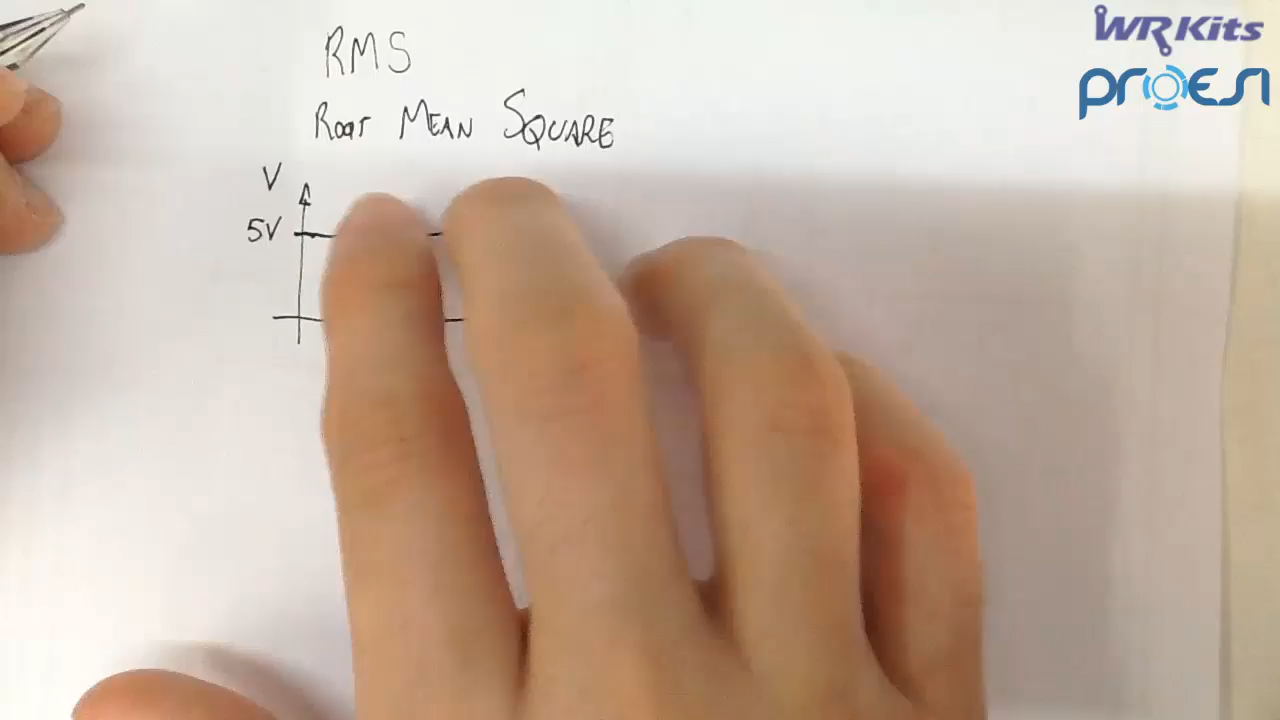 WRKits
proesi
RMS
ROOT MEAN SQUARE
V
5V